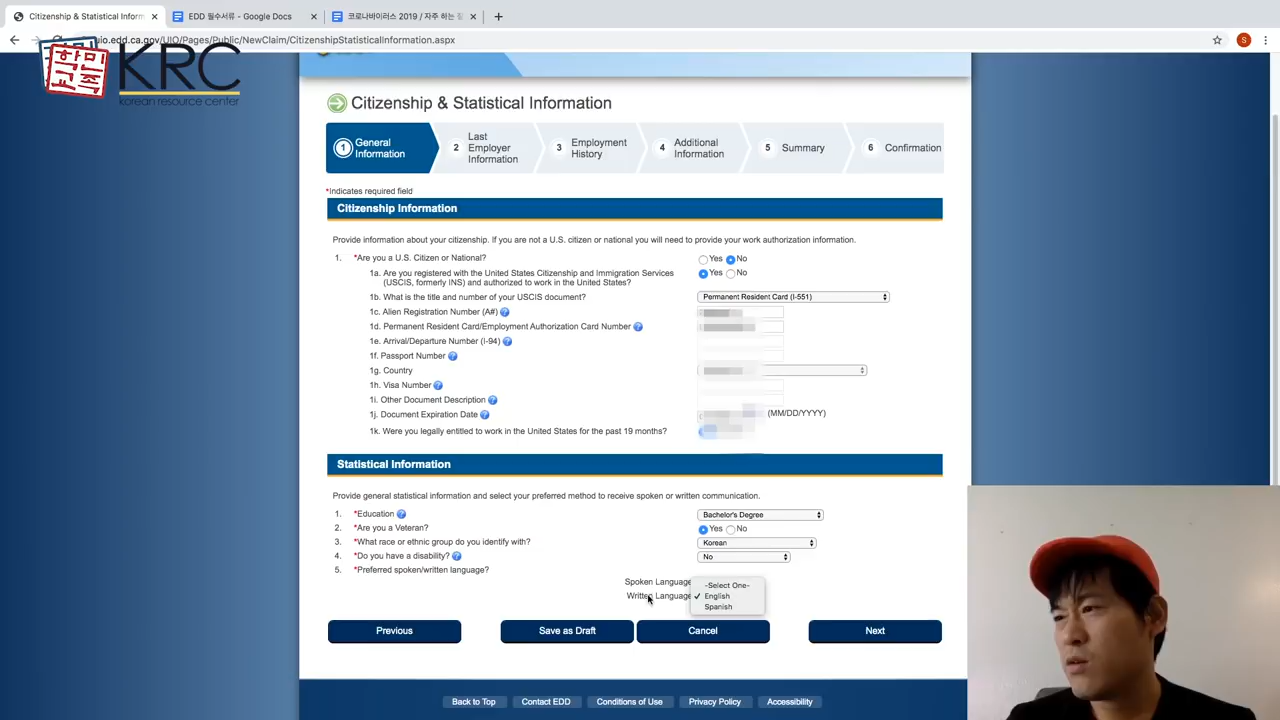 Citizenship & Statistical Inform
EDD 필수서류 - Google Docs
코로나바이러스 2019 / 자주 하는
uio.edd.ca.gov/UIO/Pages/Public/NewClaim/CitizenshipStatisticalInformation.aspx
S
한미
교직
KRC
korean resource center
Citizenship & Statistical Information
1 General Information
2 Last Employer Information
3 Employment History
4 Additional Information
5 Summary
6 Confirmation
*Indicates required field
Citizenship Information
Provide information about your citizenship. If you are not a U.S. citizen or national you will need to provide your work authorization information.
1. *Are you a U.S. Citizen or National? Yes No
1a. Are you registered with the United States Citizenship and Immigration Services Yes No
(USCIS, formerly INS) and authorized to work in the United States?
1b. What is the title and number of your USCIS document? Permanent Resident Card (I-551)
1c. Alien Registration Number (A#) ?
1d. Permanent Resident Card/Employment Authorization Card Number ?
1e. Arrival/Departure Number (I-94) ?
1f. Passport Number ?
1g. Country
1h. Visa Number ?
1i. Other Document Description ?
1j. Document Expiration Date ? (MM/DD/YYYY)
1k. Were you legally entitled to work in the United States for the past 19 months?
Statistical Information
Provide general statistical information and select your preferred method to receive spoken or written communication.
1. *Education ? Bachelor's Degree
2. *Are you a Veteran? Yes No
3. *What race or ethnic group do you identify with? Korean
4. *Do you have a disability? ? No
5. *Preferred spoken/written language?
Spoken Language
-Select One-
Written Language ✓ English
Spanish
Previous Save as Draft Cancel Next
Back to Top Contact EDD Conditions of Use Privacy Policy Accessibility